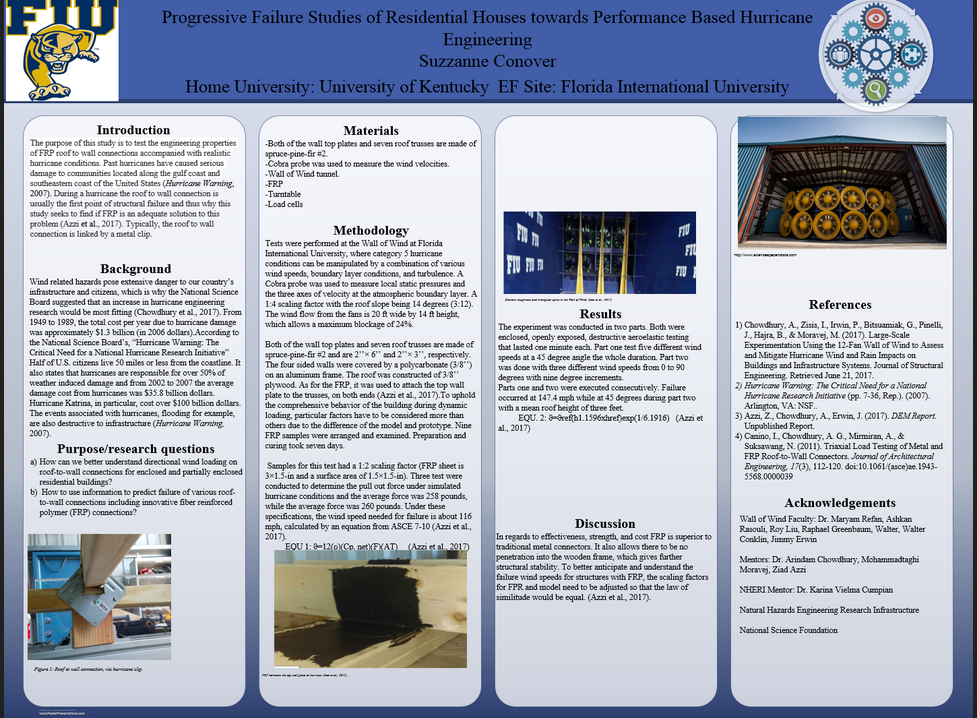 FIU
Progressive Failure Studies of Residential Houses towards Performance Based Hurricane
Engineering
Suzzanne Conover
Home University: University of Kentucky EF Site: Florida International University
Introduction
The purpose of this study is to test the engineering properties
of FRP roof to wall connections accompanied with realistic
hurricane conditions. Past hurricanes have caused serious
damage to communities located along the gulf coast and
southeastern coast of the United States (Hurricane Warning,
2007). During a hurricane the roof to wall connection is
usually the first point of structural failure and thus why this
study seeks to find if FRP is an adequate solution to this
problem (Azzi et al., 2017). Typically, the roof to wall
connection is linked by a metal clip.
Background
Wind related hazards pose extensive danger to our country's
infrastructure and citizens, which is why the National Science
Board suggested that an increase in hurricane engineering
research would be most fitting (Chowdhury et al., 2017). From
1949 to 1989, the total cost per year due to hurricane damage
was approximately $1.3 billion (in 2006 dollars).According to
the National Science Board's, "Hurricane Warning: The
Critical Need for a National Hurricane Research Initiative"
Half of U.S. citizens live 50 miles or less from the coastline. It
also states that hurricanes are responsible for over 50% of
weather induced damage and from 2002 to 2007 the average
damage cost from hurricanes was $35.8 billion dollars.
Hurricane Katrina, in particular, cost over $100 billion dollars.
The events associated with hurricanes, flooding for example,
are also destructive to infrastructure (Hurricane Warning,
2007).
Purpose/research questions
a) How can we better understand directional wind loading on
roof-to-wall connections for enclosed and partially enclosed
residential buildings?
b) How to use information to predict failure of various roof-
to-wall connections including innovative fiber reinforced
polymer (FRP) connections?
Figure 1: Roof to wall connection, via hurricane clip.
Materials
-Both of the wall top plates and seven roof trusses are made of
spruce-pine-fir #2.
-Cobra probe was used to measure the wind velocities.
-Wall of Wind tunnel.
-FRP
-Turntable
-Load cells
Methodology
Tests were performed at the Wall of Wind at Florida
International University, where category 5 hurricane
conditions can be manipulated by a combination of various
wind speeds, boundary layer conditions, and turbulence. A
Cobra probe was used to measure local static pressures and
the three axes of velocity at the atmospheric boundary layer. A
1:4 scaling factor with the roof slope being 14 degrees (3:12).
The wind flow from the fans is 20 ft wide by 14 ft height,
which allows a maximum blockage of 24%.
Both of the wall top plates and seven roof trusses are made of
spruce-pine-fir #2 and are 2''× 6'' and 2''× 3'', respectively.
The four sided walls were covered by a polycarbonate (3/8'')
on an aluminum frame. The roof was constructed of 3/8''
plywood. As for the FRP, it was used to attach the top wall
plate to the trusses, on both ends (Azzi et al., 2017).To uphold
the comprehensive behavior of the building during dynamic
loading, particular factors have to be considered more than
others due to the difference of the model and prototype. Nine
FRP samples were arranged and examined. Preparation and
curing took seven days.
Samples for this test had a 1:2 scaling factor (FRP sheet is
3×1.5-in and a surface area of 1.5×1.5-in). Three test were
conducted to determine the pull out force under simulated
hurricane conditions and the average force was 258 pounds,
while the average force was 260 pounds. Under these
specifications, the wind speed needed for failure is about 116
mph, calculated by an equation from ASCE 7-10 (Azzi et al.,
2017).
(Azzi et al., 2017)
FIU FIU FIU FIU
Results
The experiment was conducted in two parts. Both were
enclosed, openly exposed, destructive aeroelastic testing
that lasted one minute each. Part one test five different wind
speeds at a 45 degree angle the whole duration. Part two
was done with three different wind speeds from 0 to 90
degrees with nine degree increments.
Parts one and two were executed consecutively. Failure
occurred at 147.4 mph while at 45 degrees during part two
with a mean roof height of three feet.
EQU. 2: θ=θref(h1.1596xhref)exp(1/6.1916) (Azzi et
al., 2017)
Discussion
In regards to effectiveness, strength, and cost FRP is superior to
traditional metal connectors. It also allows there to be no
penetration into the wooden frame, which gives further
structural stability. To better anticipate and understand the
failure wind speeds for structures with FRP, the scaling factors
for FPR and model need to be adjusted so that the law of
similitude would be equal. (Azzi et al., 2017).
References
1) Chowdhury, A., Zisis, I., Irwin, P., Bitsuamiak, G., Pinelli,
J., Hajra, B., & Moravej, M. (2017). Large-Scale
Experimentation Using the 12-Fan Wall of Wind to Assess
and Mitigate Hurricane Wind and Rain Impacts on
Buildings and Infrastructure Systems. Journal of Structural
Engineering. Retrieved June 21, 2017.
2) Hurricane Warning: The Critical Need for a National
Hurricane Research Initiative (pp. 7-36, Rep.). (2007).
Arlington, VA: NSF..
3) Azzi, Z., Chowdhury, A., Erwin, J. (2017). DEM Report.
Unpublished Report.
4) Canino, I., Chowdhury, A. G., Mirmiran, A., &
Suksawang, N. (2011). Triaxial Load Testing of Metal and
FRP Roof-to-Wall Connectors. Journal of Architectural
Engineering, 17(3), 112-120. doi:10.1061/(asce)ae.1943-
5568.0000039
Acknowledgements
Wall of Wind Faculty: Dr. Maryam Refan, Ashkan
Rasouli, Roy Liu, Raphael Greenbaum, Walter, Walter
Conklin, Jimmy Erwin
Mentors: Dr. Arindam Chowdhury, Mohammadtaghi
Moravej, Ziad Azzi
NHERI Mentor: Dr. Karina Vielma Cumpian
Natural Hazards Engineering Research Infrastructure
National Science Foundation